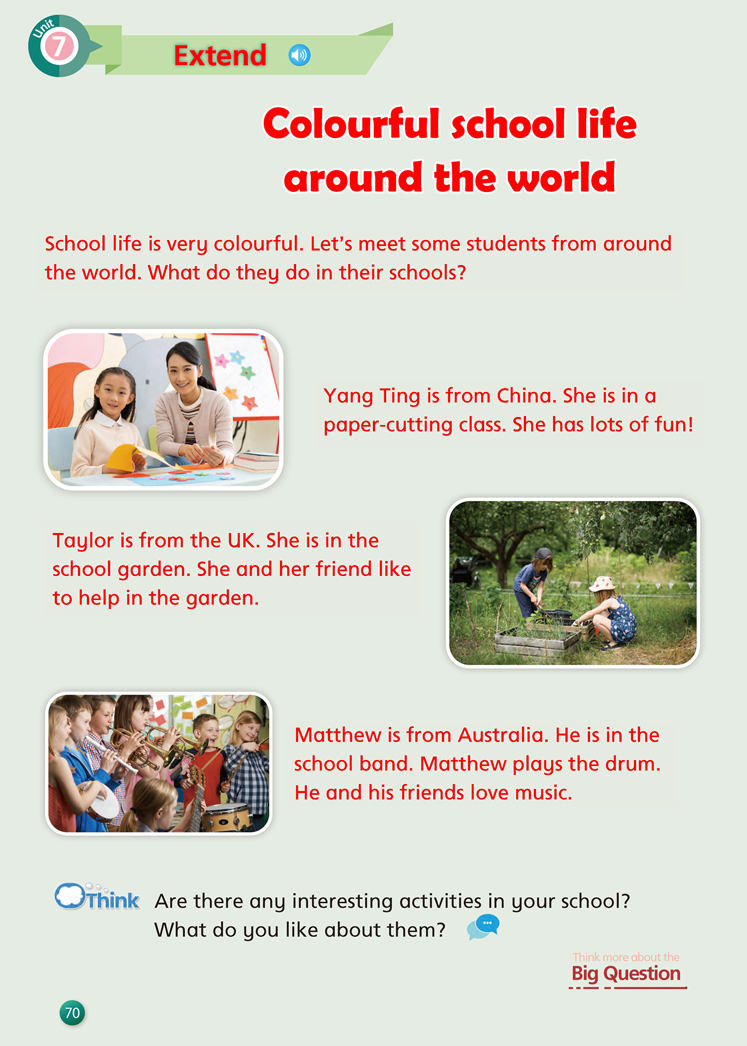 Unit
7
Extend
Colourful school life
around the world
School life is very colourful. Let's meet some students from around
the world. What do they do in their schools?
Yang Ting is from China. She is in a
paper-cutting class. She has lots of fun!
Taylor is from the UK. She is in the
school garden. She and her friend like
to help in the garden.
Matthew is from Australia. He is in the
school band. Matthew plays the drum.
He and his friends love music.
Think
Are there any interesting activities in your school?
What do you like about them?
Think more about the
Big Question
70